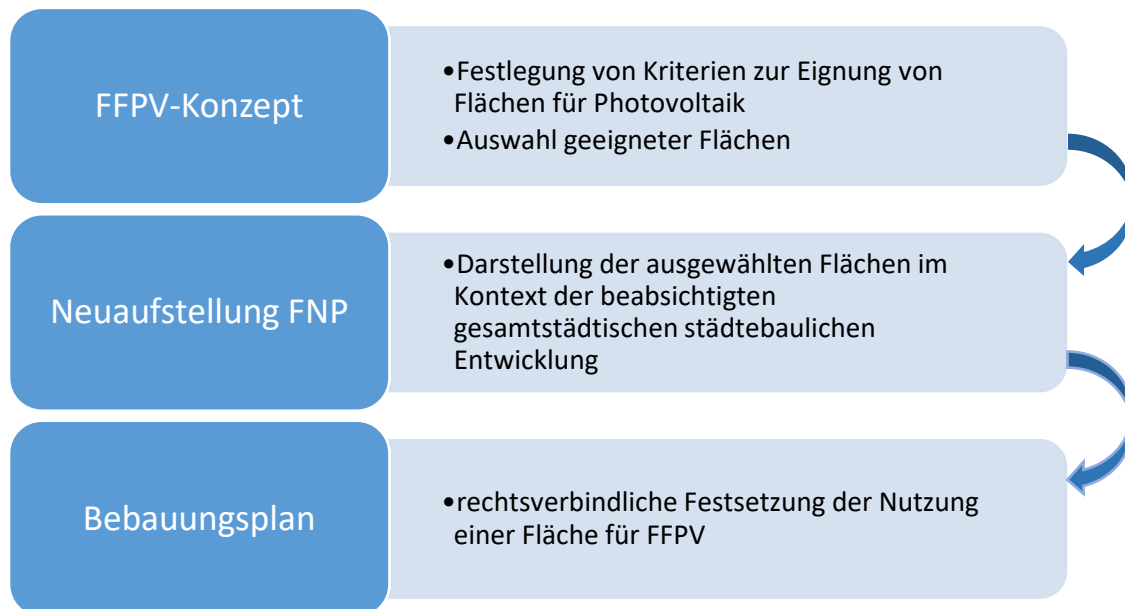 FFPV-Konzept
•Festlegung von Kriterien zur Eignung von
Flächen für Photovoltaik
•Auswahl geeigneter Flächen
Neuaufstellung FNP
•Darstellung der ausgewählten Flächen im
Kontext der beabsichtigten
gesamtstädtischen städtebaulichen
Entwicklung
Bebauungsplan
•rechtsverbindliche Festsetzung der Nutzung
einer Fläche für FFPV